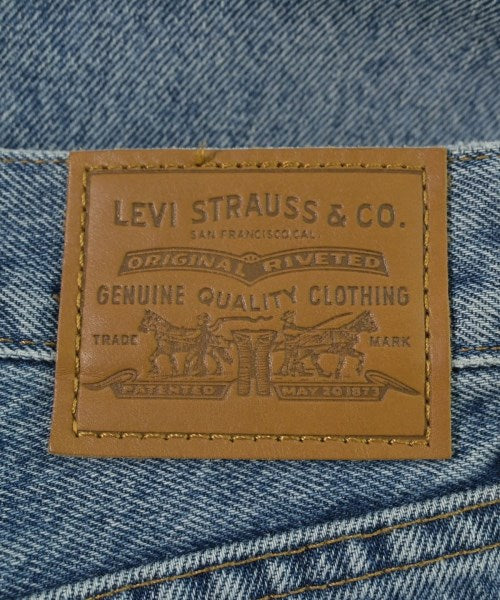 LEVI STRAUSS & CO.
SAN FRANCISCO, CAL.
ORIGINAL RIVETED
GENUINE QUALITY CLOTHING
TRADE MARK
PATENTED MAY 20 1873